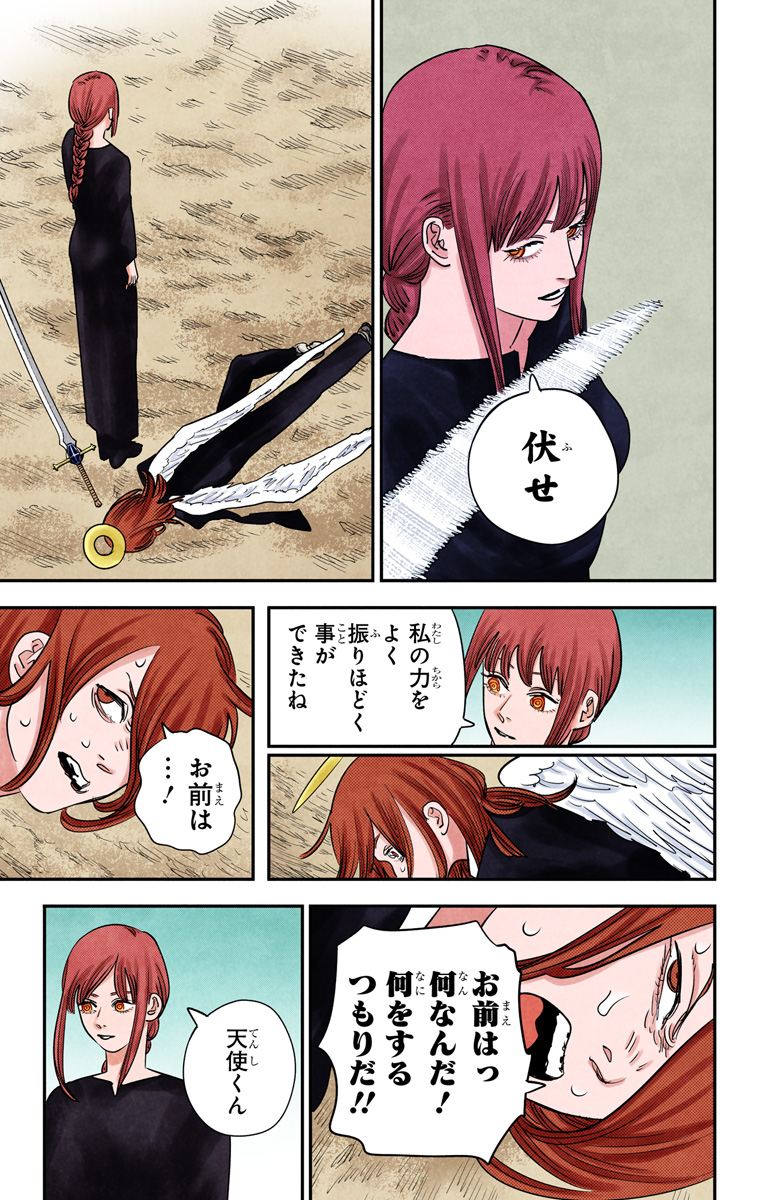 伏せ
私の力を
よく
振りほどく
事が
できたね
お前は
…！
お前はっ
何なんだ！
何をする
つもりだ!!
天使くん